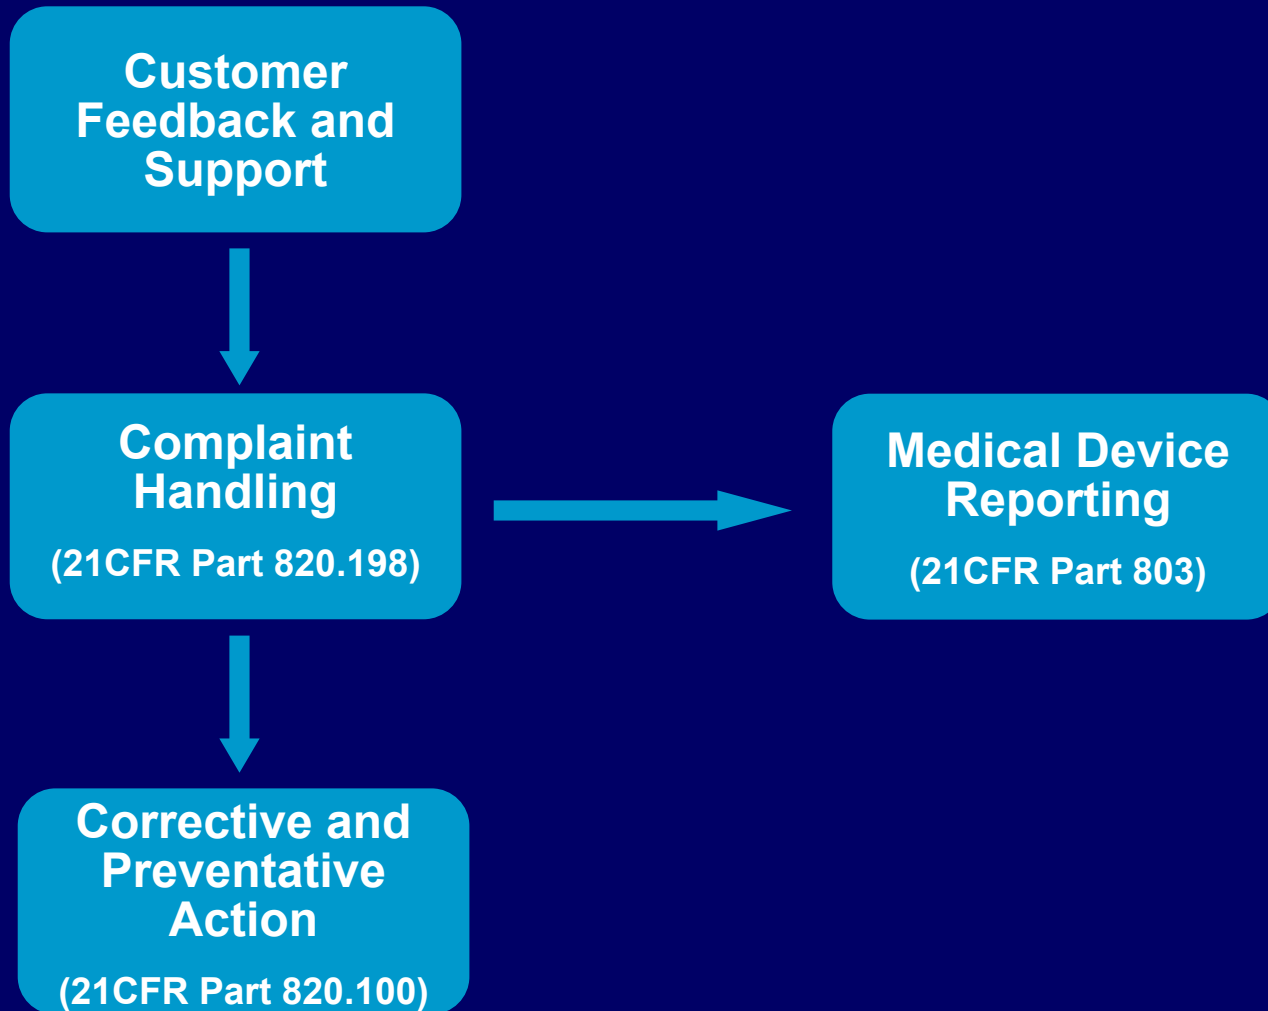 Customer
Feedback and
Support
Complaint
Handling
(21CFR Part 820.198)
Medical Device
Reporting
(21CFR Part 803)
Corrective and
Preventative
Action
(21CFR Part 820.100)